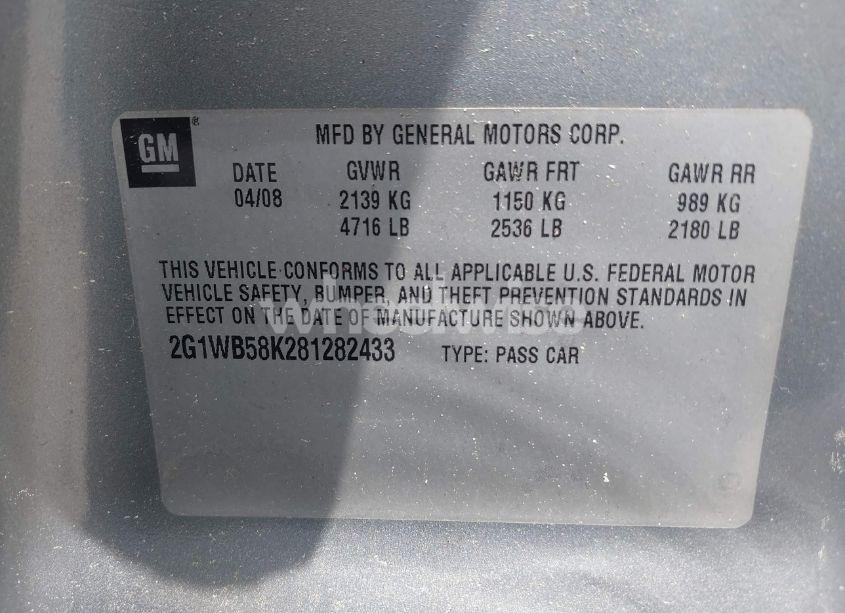 GM ®
MFD BY GENERAL MOTORS CORP.
DATE GVWR GAWR FRT GAWR RR
04/08 2139 KG 1150 KG 989 KG
4716 LB 2536 LB 2180 LB
THIS VEHICLE CONFORMS TO ALL APPLICABLE U.S. FEDERAL MOTOR
VEHICLE SAFETY, BUMPER, AND THEFT PREVENTION STANDARDS IN
EFFECT ON THE DATE OF MANUFACTURE SHOWN ABOVE.
2G1WB58K281282433 TYPE: PASS CAR